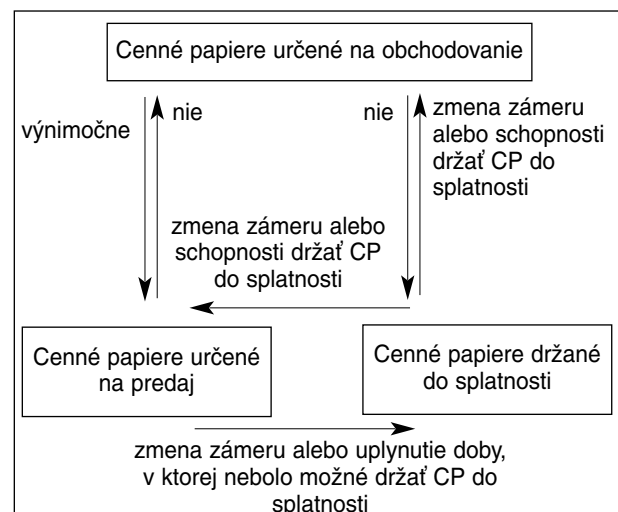 Cenné papiere určené na obchodovanie
výnimočne
nie
nie
zmena zámeru
alebo schopnosti
držať CP do
splatnosti
zmena zámeru alebo
schopnosti držať CP
do splatnosti
Cenné papiere určené
na predaj
Cenné papiere držané
do splatnosti
zmena zámeru alebo uplynutie doby,
v ktorej nebolo možné držať CP do
splatnosti